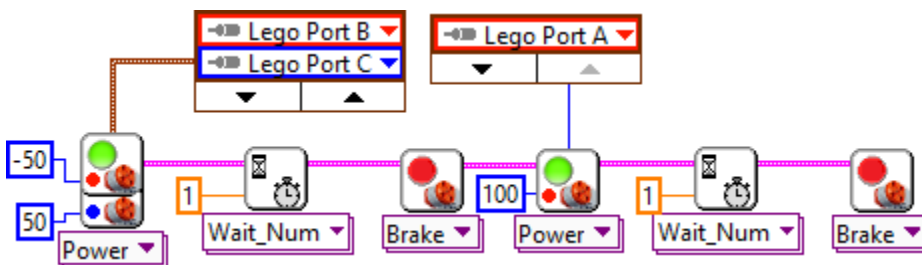 Lego Port B
Lego Port C
Lego Port A
-50
50
1
100
1
Power
Wait_Num
Brake
Power
Wait_Num
Brake